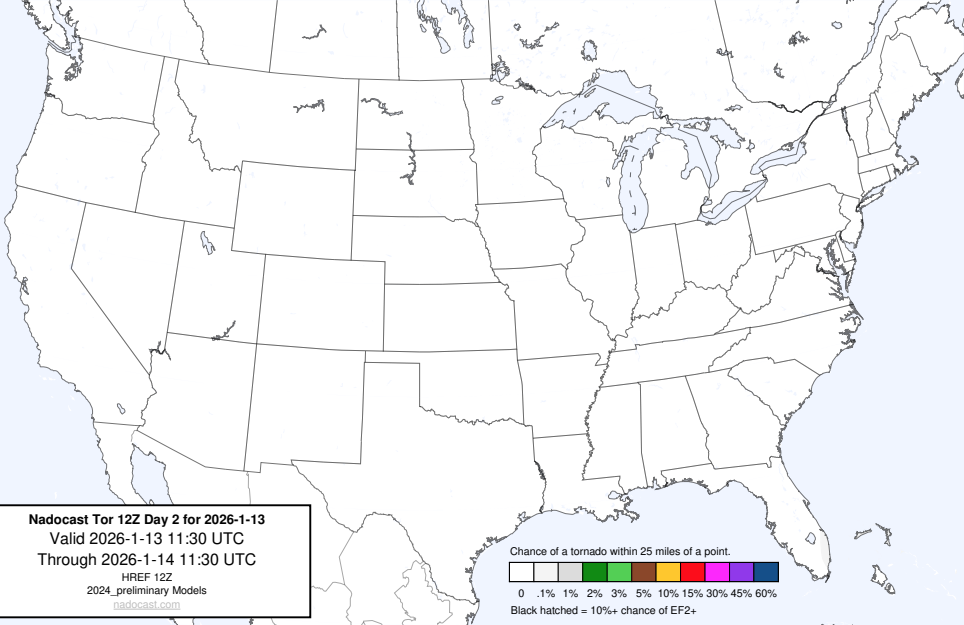 Nadocast Tor 12Z Day 2 for 2026-1-13
Valid 2026-1-13 11:30 UTC
Through 2026-1-14 11:30 UTC
HREF 12Z
2024_preliminary Models
nadocast.com
Chance of a tornado within 25 miles of a point.
0 .1% 1% 2% 3% 5% 10% 15% 30% 45% 60%
Black hatched = 10%+ chance of EF2+